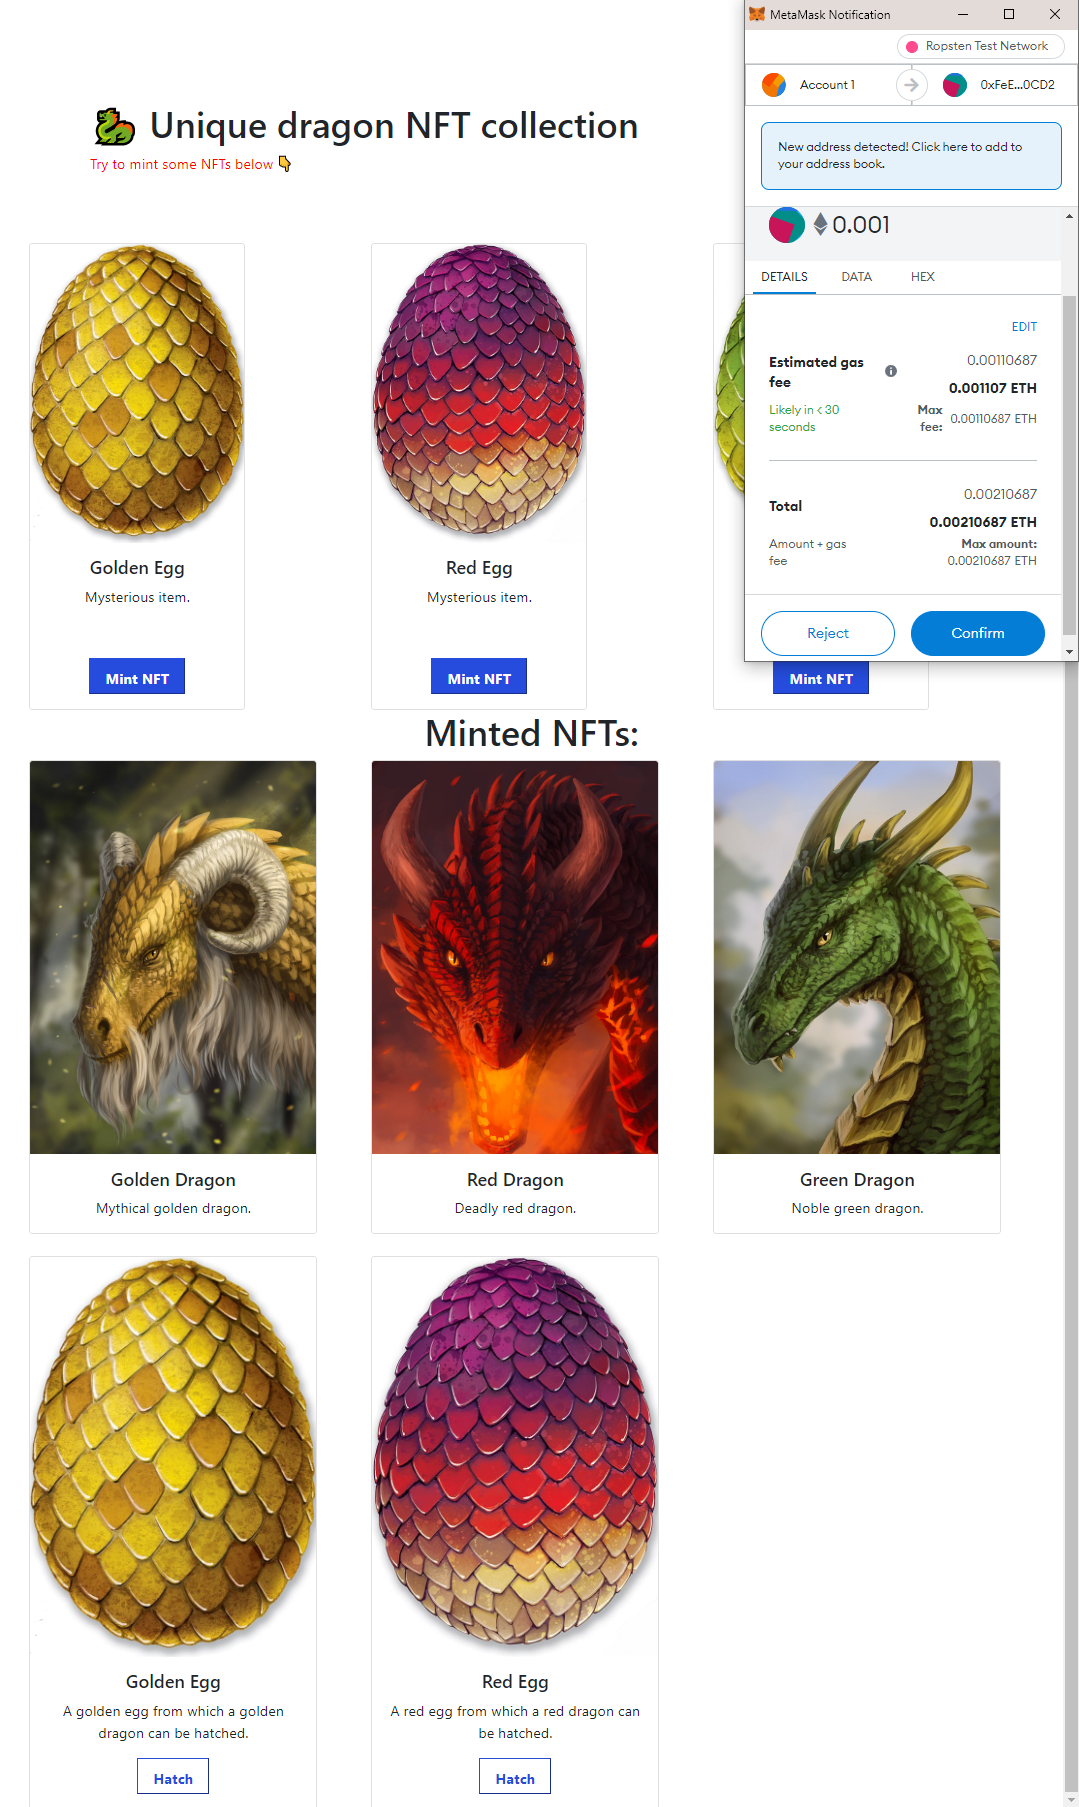 MetaMask Notification
Ropsten Test Network
Account 1
0xFeE...0CD2
New address detected! Click here to add to
your address book.
0.001
DETAILS
DATA
HEX
EDIT
Estimated gas
fee
0.00110687
0.001107 ETH
Likely in < 30
seconds
Max
fee:
0.00110687 ETH
Total
0.00210687
0.00210687 ETH
Amount + gas
fee
Max amount:
0.00210687 ETH
Reject
Confirm
Unique dragon NFT collection
Try to mint some NFTs below
Golden Egg
Mysterious item.
Mint NFT
Red Egg
Mysterious item.
Mint NFT
Mint NFT
Minted NFTs:
Golden Dragon
Mythical golden dragon.
Red Dragon
Deadly red dragon.
Green Dragon
Noble green dragon.
Golden Egg
A golden egg from which a golden
dragon can be hatched.
Hatch
Red Egg
A red egg from which a red dragon can
be hatched.
Hatch